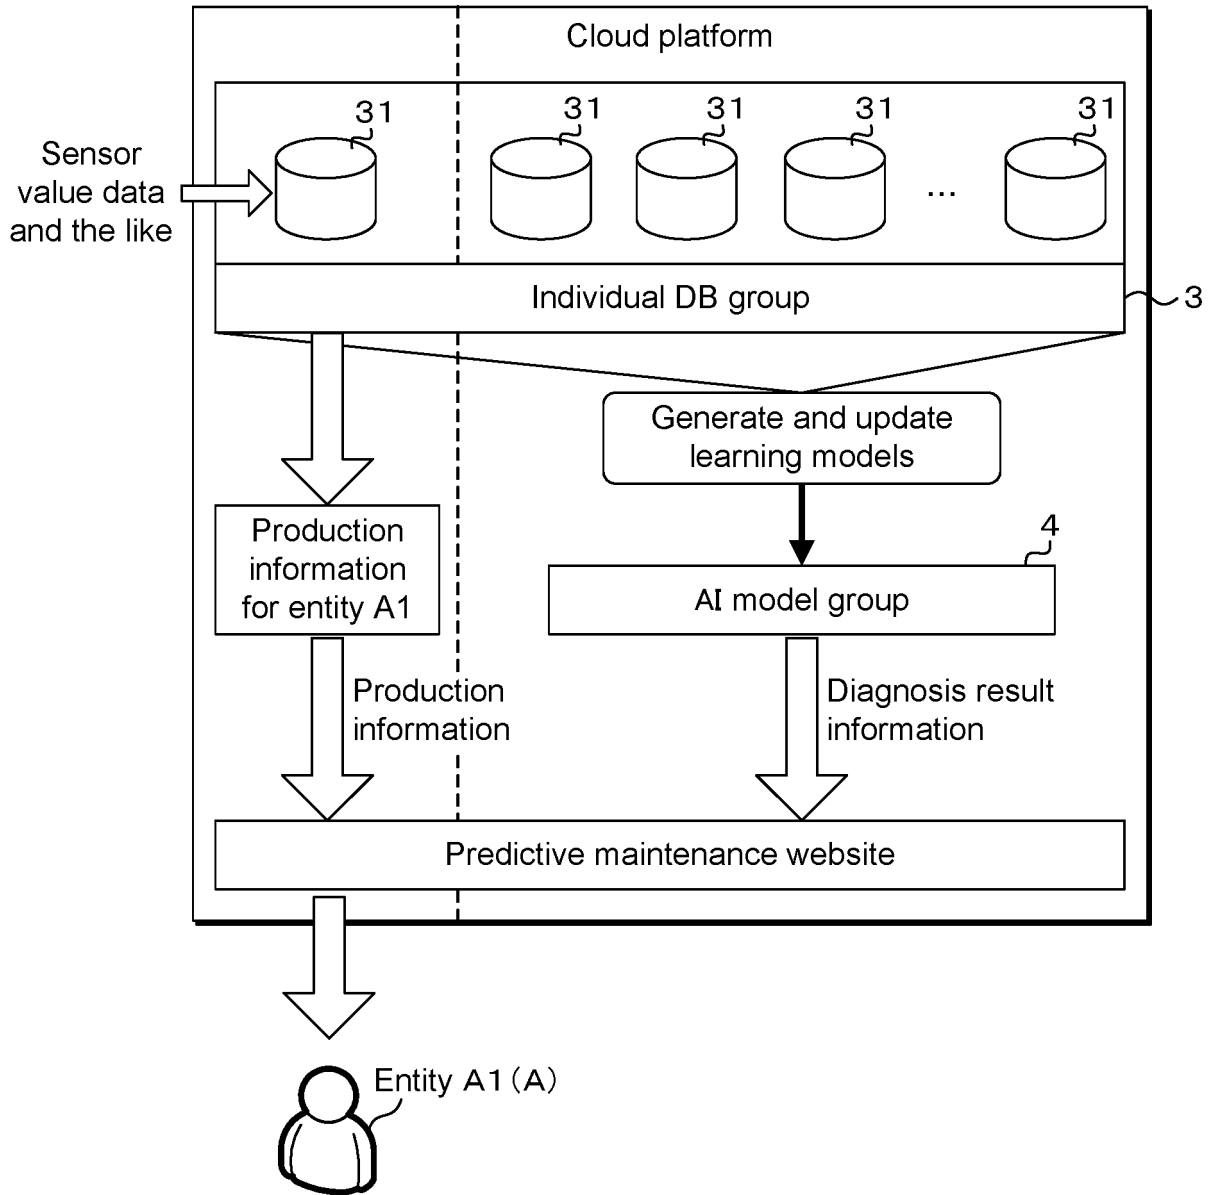 Cloud platform
31 31 31 31 31
Sensor
value data
and the like
...
Individual DB group
3
Generate and update
learning models
Production
information
for entity A1
4
AI model group
Production
information
Diagnosis result
information
Predictive maintenance website
Entity A1(A)